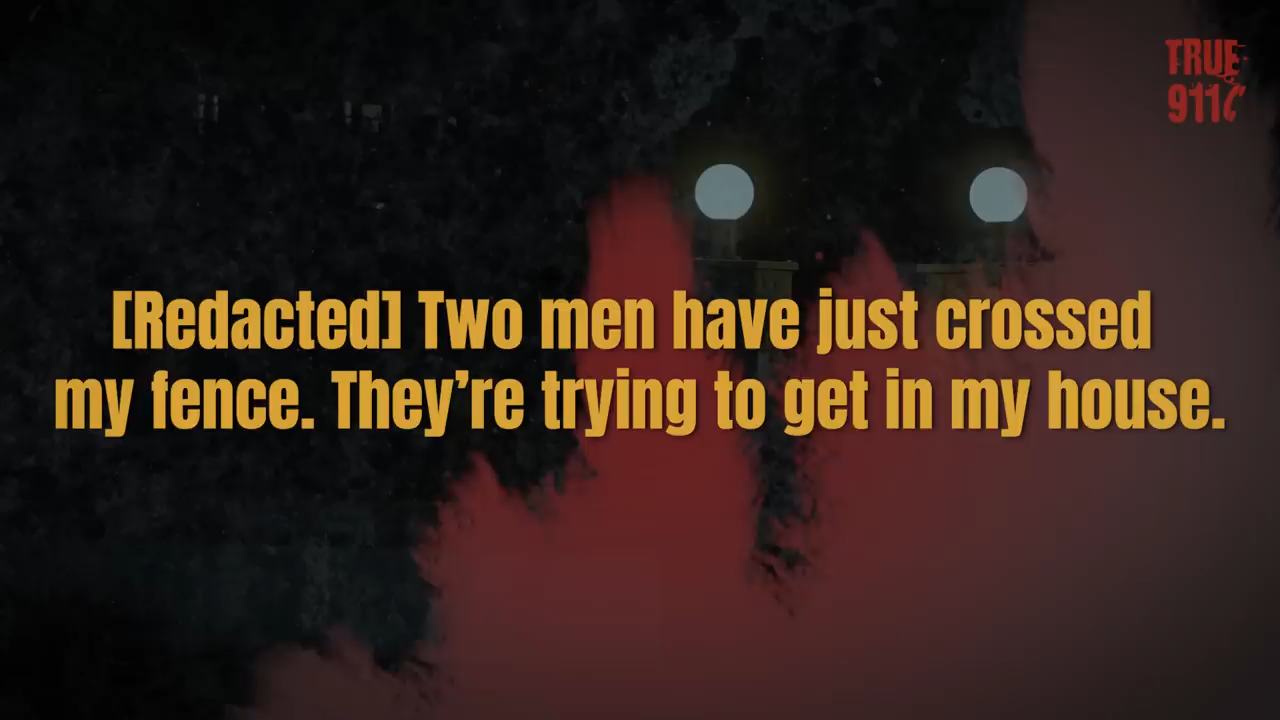 TRUE
911
[Redacted] Two men have just crossed
my fence. They’re trying to get in my house.